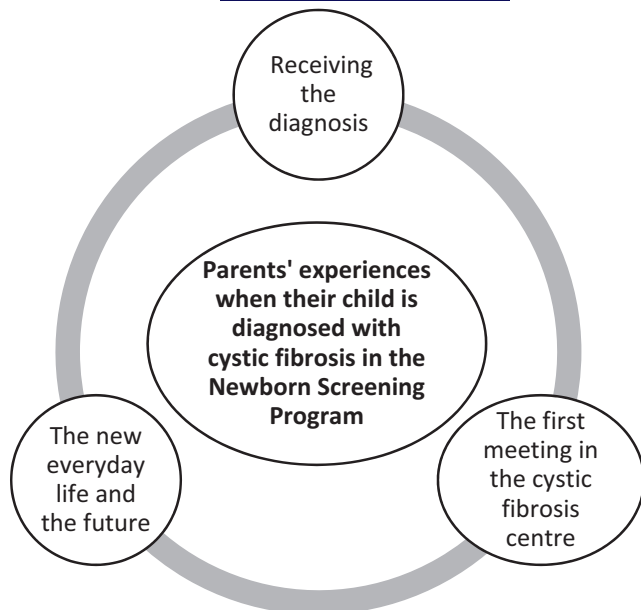 Receiving
the
diagnosis
Parents' experiences
when their child is
diagnosed with
cystic fibrosis in the
Newborn Screening
Program
The new
everyday
life and
the future
The first
meeting in
the cystic
fibrosis
centre